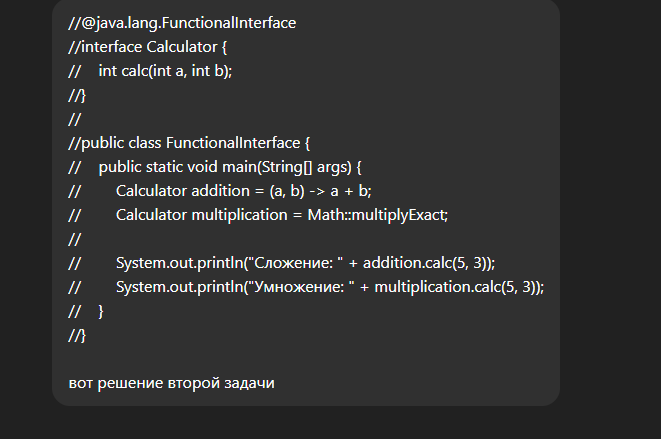 //@java.lang.FunctionalInterface
//interface Calculator {
//    int calc(int a, int b);
//}
//
//public class FunctionalInterface {
//    public static void main(String[] args) {
//        Calculator addition = (a, b) -> a + b;
//        Calculator multiplication = Math::multiplyExact;
//
//        System.out.println("Сложение: " + addition.calc(5, 3));
//        System.out.println("Умножение: " + multiplication.calc(5, 3));
//    }
//}
вот решение второй задачи